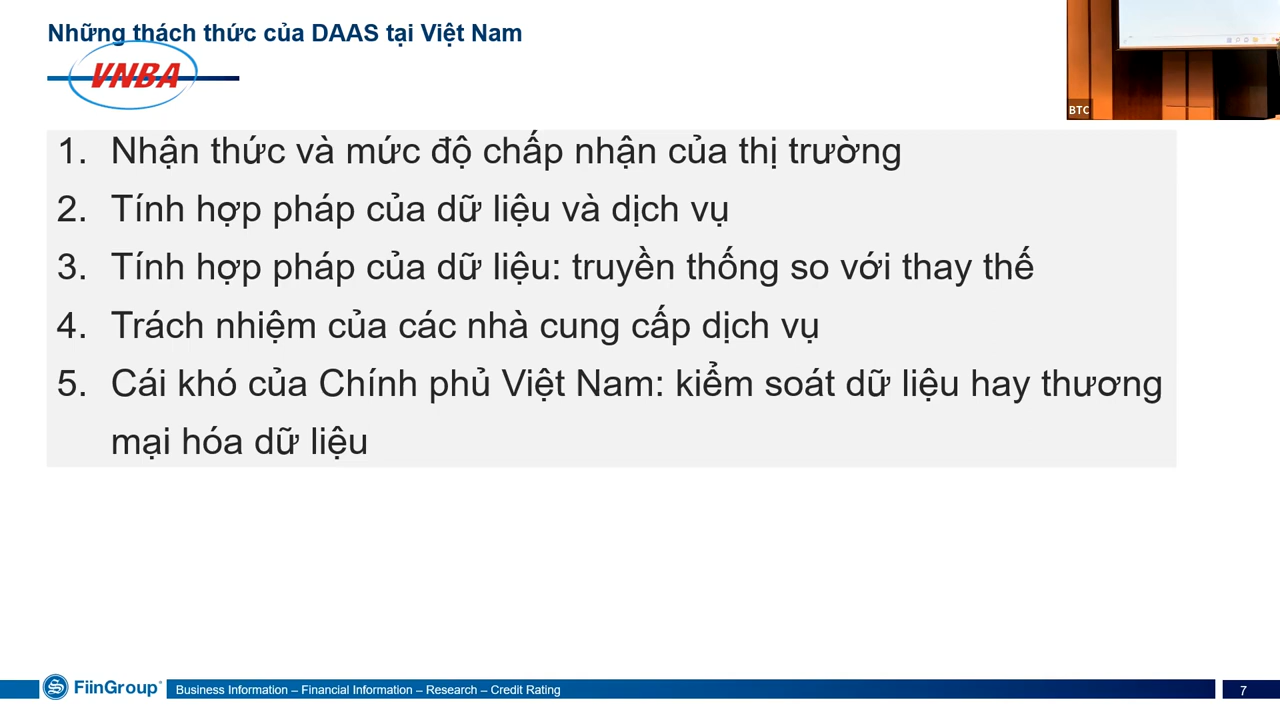 Những thách thức của DAAS tại Việt Nam
VNBA
BTC
1. Nhận thức và mức độ chấp nhận của thị trường
2. Tính hợp pháp của dữ liệu và dịch vụ
3. Tính hợp pháp của dữ liệu: truyền thống so với thay thế
4. Trách nhiệm của các nhà cung cấp dịch vụ
5. Cái khó của Chính phủ Việt Nam: kiểm soát dữ liệu hay thương
mại hóa dữ liệu
FiinGroup
Business Information – Financial Information – Research – Credit Rating
7